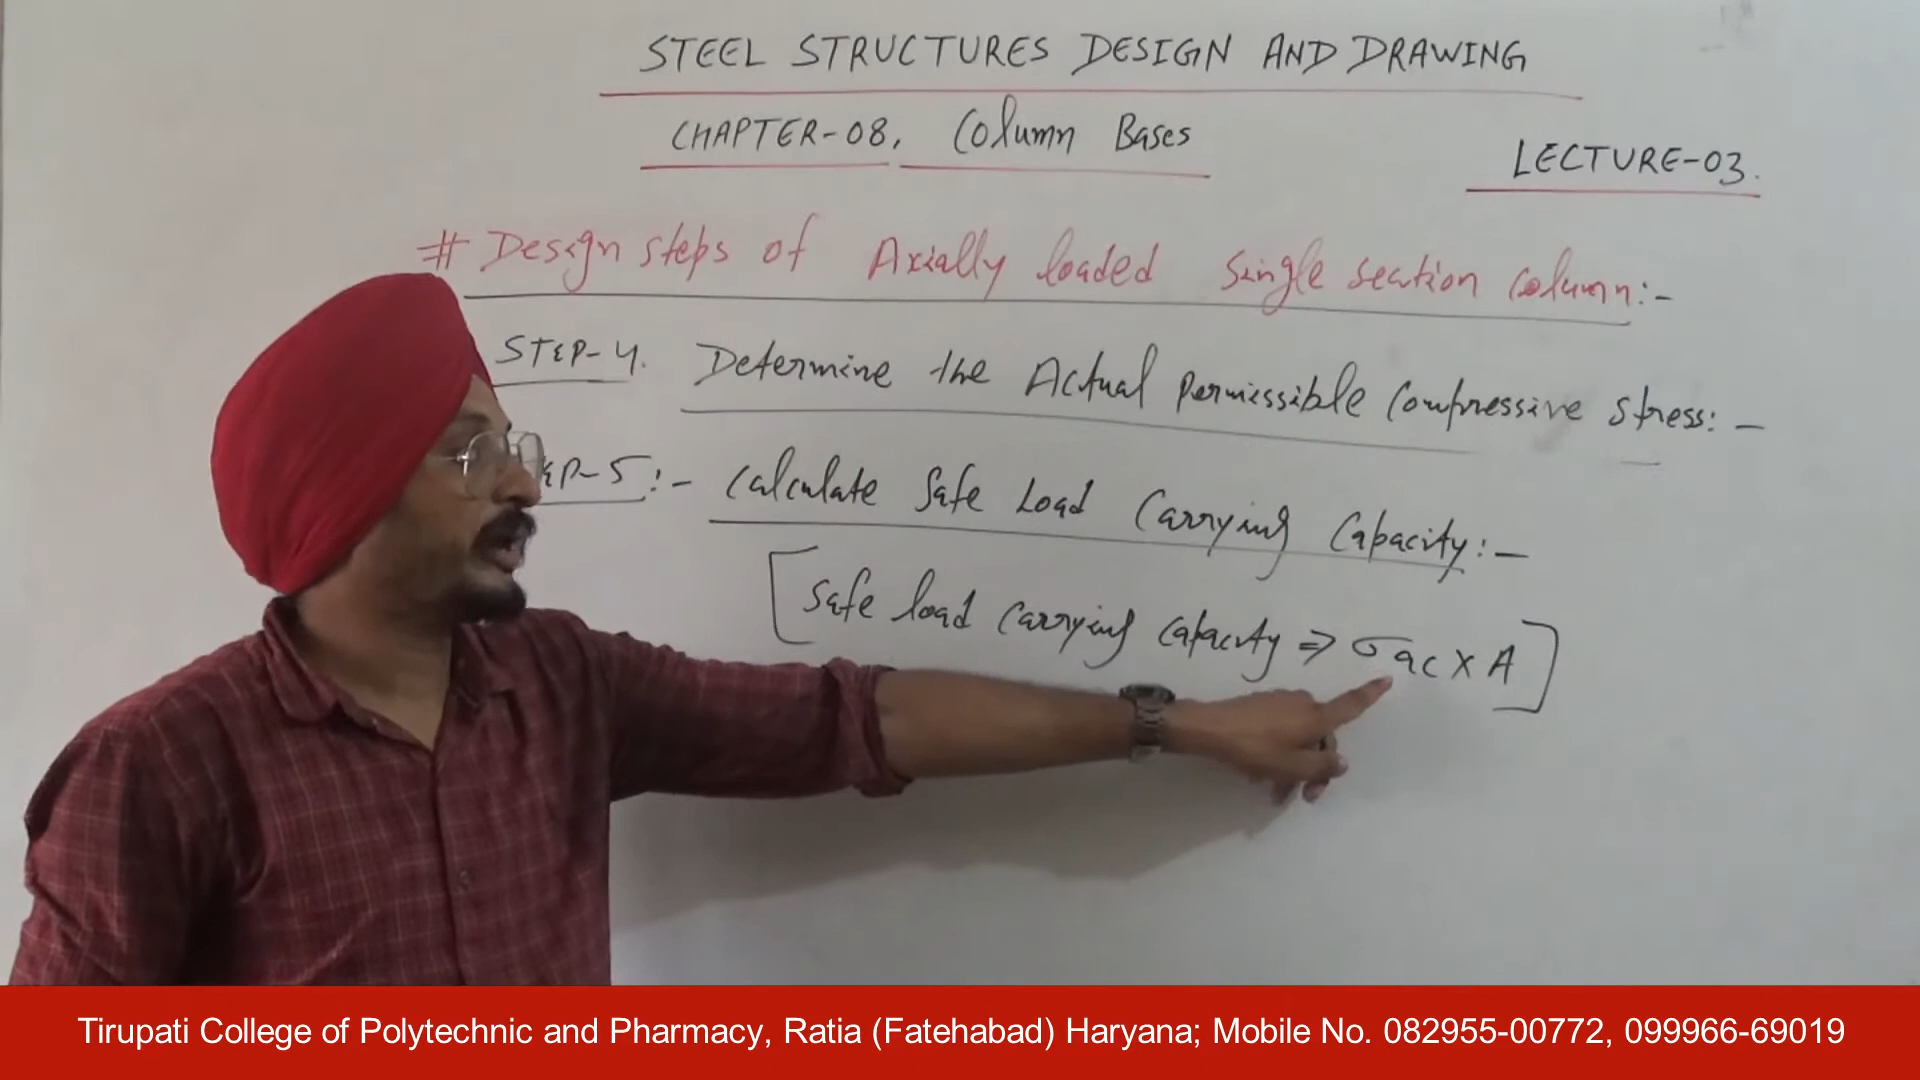 STEEL STRUCTURES DESIGN AND DRAWING
CHAPTER-08, Column Bases
LECTURE-03.
# Design steps of Axially loaded Single section Column:-
STEP-4. Determine the Actual Permissible Compressive stress:-
EP-5:- Calculate Safe Load Carrying Capacity:-
[Safe load carrying capacity => σac x A]
Tirupati College of Polytechnic and Pharmacy, Ratia (Fatehabad) Haryana; Mobile No. 082955-00772, 099966-69019